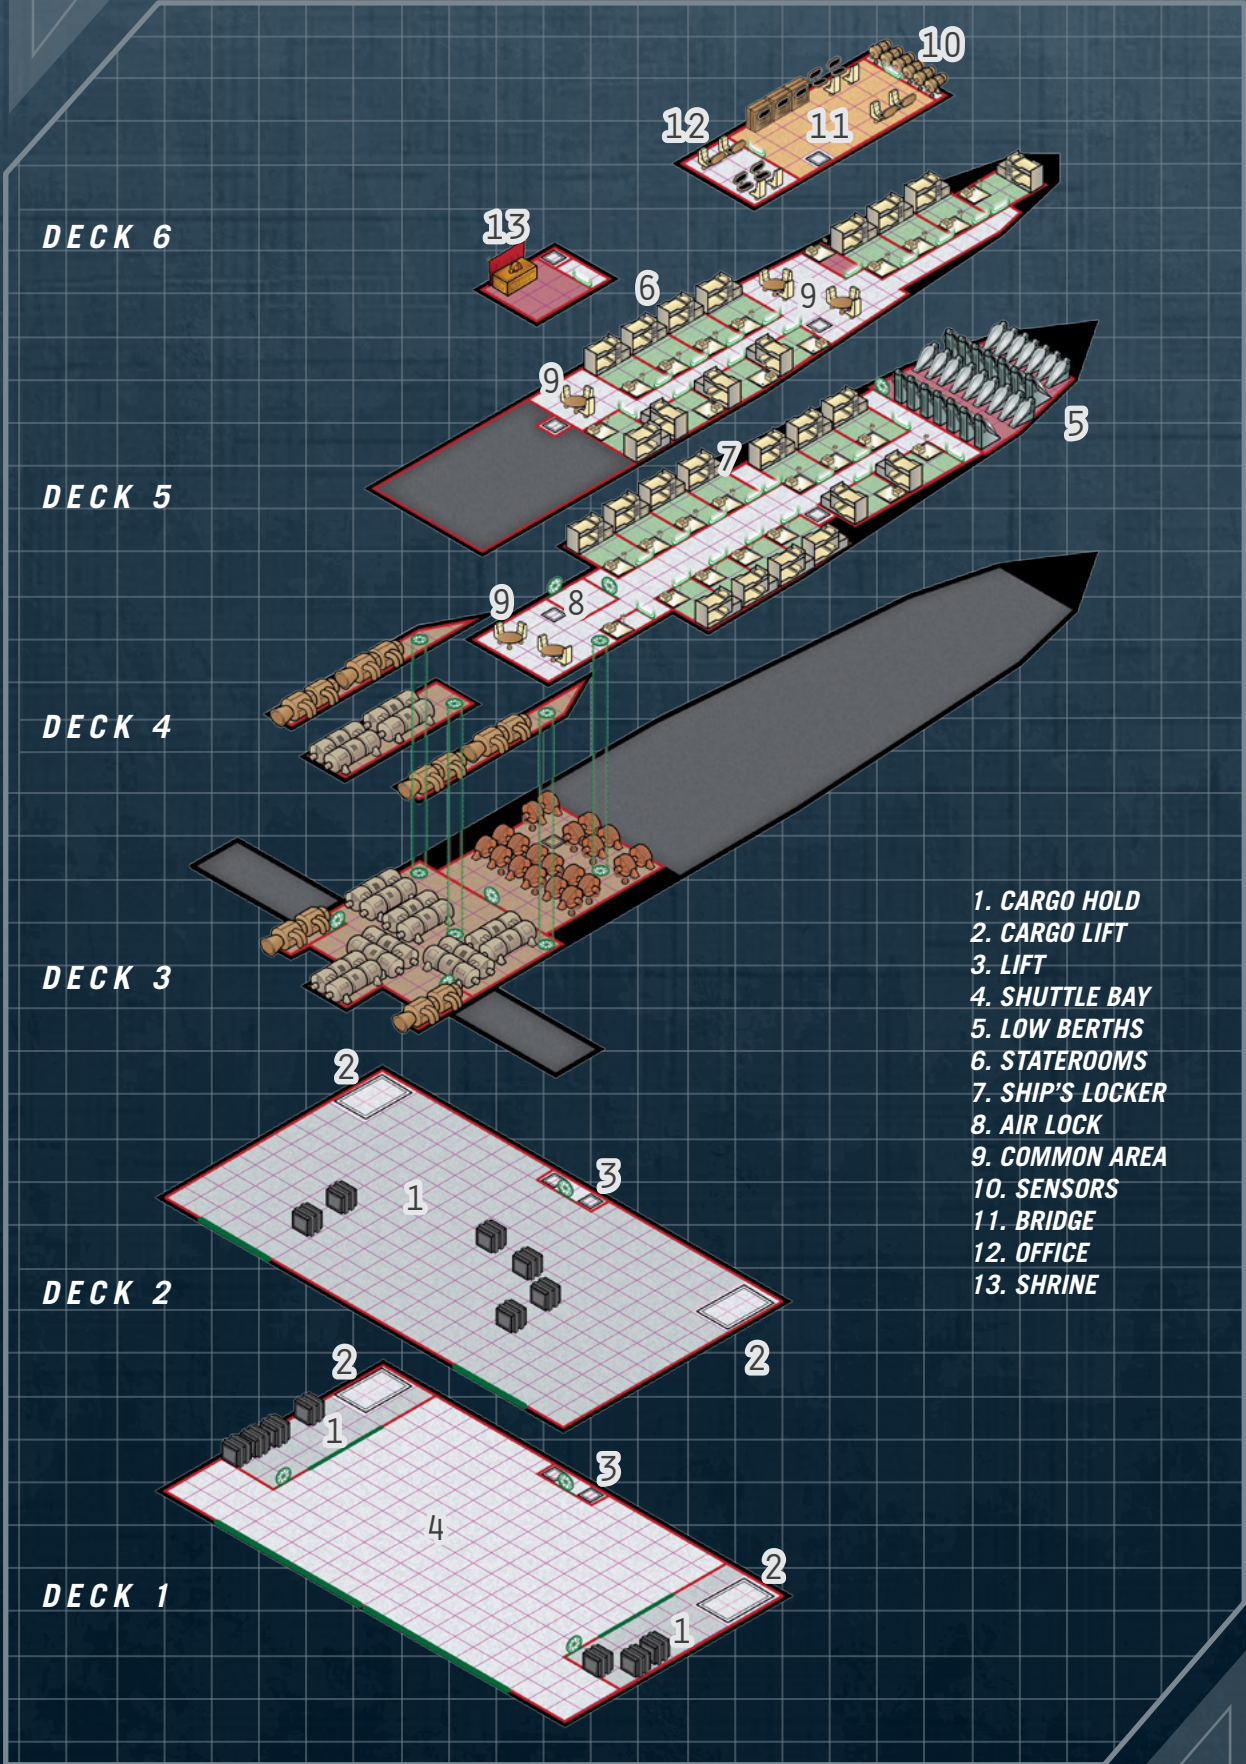 10
12
11
DECK 6
13
6
9
9
5
7
DECK 5
9
8
DECK 4
DECK 3
1. CARGO HOLD
2. CARGO LIFT
3. LIFT
4. SHUTTLE BAY
5. LOW BERTHS
6. STATEROOMS
7. SHIP'S LOCKER
8. AIR LOCK
9. COMMON AREA
10. SENSORS
11. BRIDGE
12. OFFICE
13. SHRINE
2
3
1
DECK 2
2
2
1
3
4
2
DECK 1
1